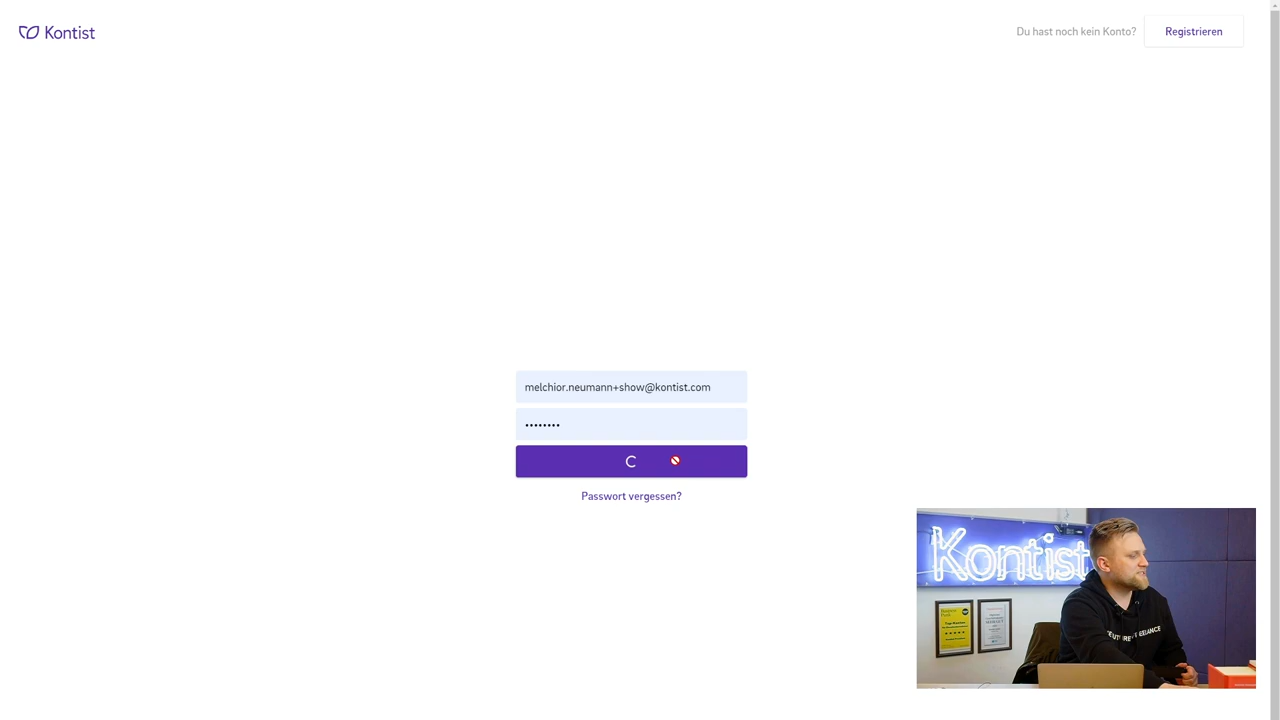 Kontist
Du hast noch kein Konto?
Registrieren
melchior.neumann+show@kontist.com
••••••••
Passwort vergessen?
Kontist